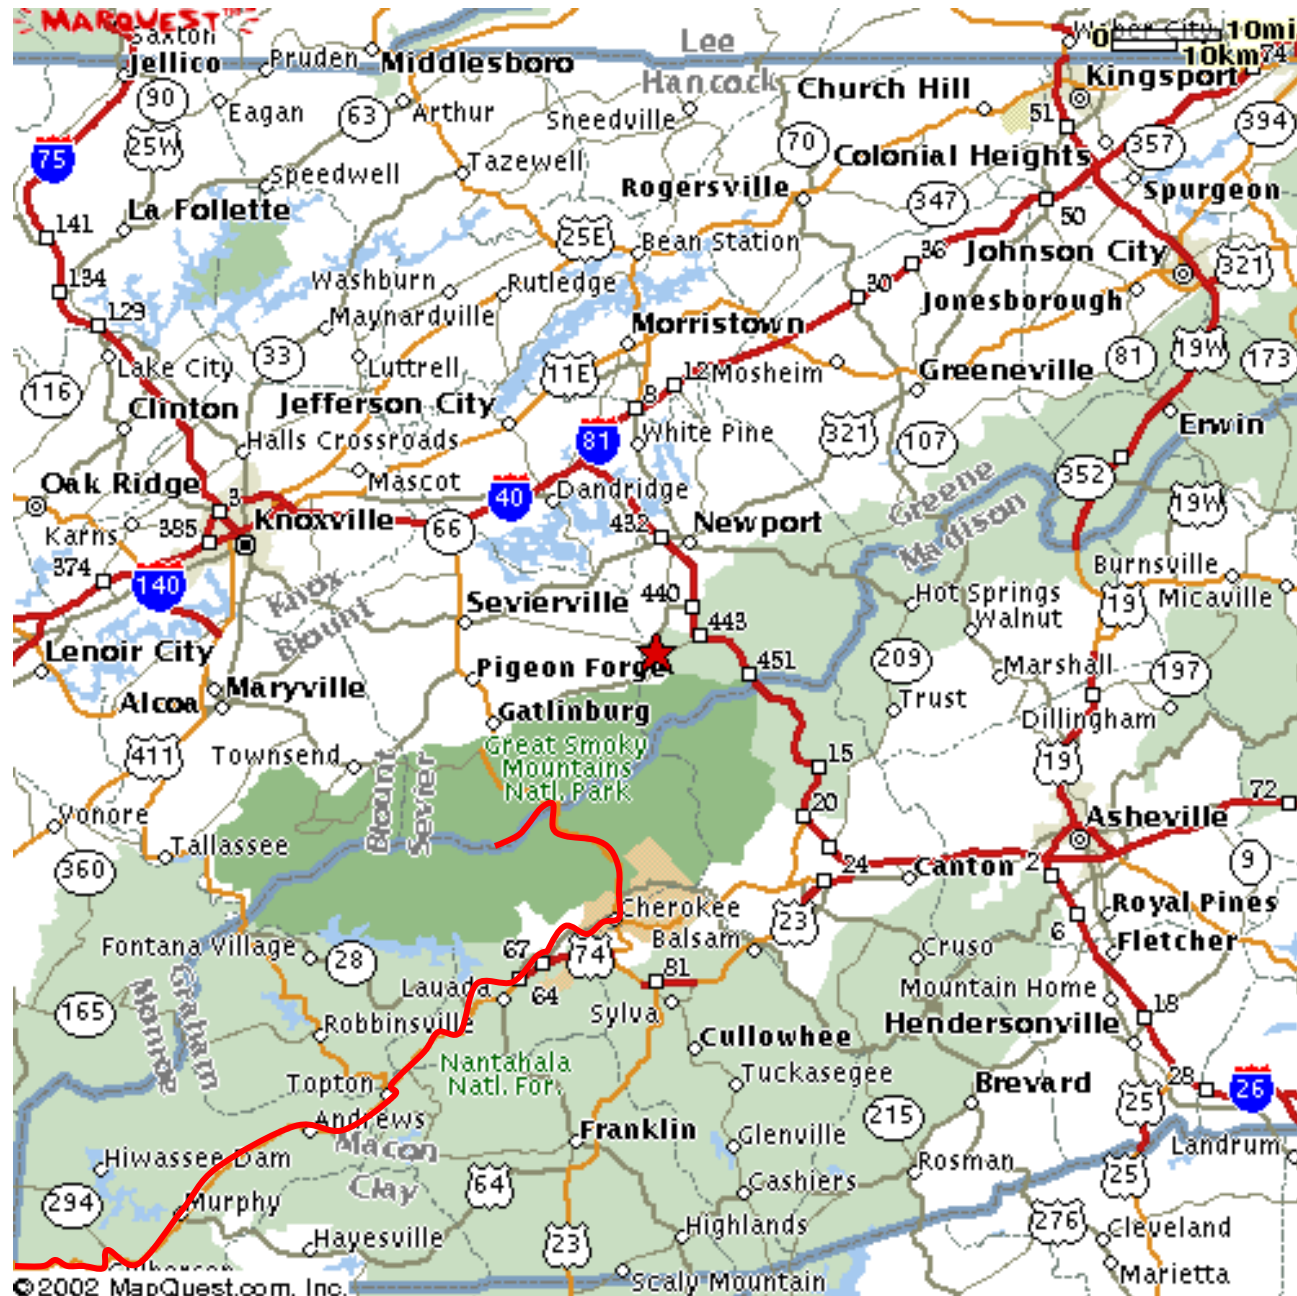 MARQUEST™
Saxton
Jellico
Pruden
Middlesboro
Lee
Hancock
Weber City
0
10mi
10km
74
Kingsport
90
Eagan
63
Arthur
Sneedville
Church Hill
51
394
25W
75
Speedwell
Tazewell
70
Colonial Heights
357
Spurgeon
La Follette
Rogersville
347
50
141
25E
Bean Station
36
Johnson City
321
134
Washburn
Rutledge
30
Jonesborough
129
Maynardville
Morristown
19W
33
Lake City
Luttrell
11E
12
Mosheim
Greeneville
81
173
116
Clinton
Jefferson City
8
Halls Crossroads
81
White Pine
321
107
Erwin
Oak Ridge
3
Mascot
40
Dandridge
Greene
Madison
352
19W
Karns
385
Knoxville
66
432
Newport
374
140
Knox
Blount
Sevierville
440
Hot Springs
Burnsville
19
Micaville
Lenoir City
443
Walnut
Pigeon Forge
451
209
Marshall
197
Maryville
Alcoa
Gatlinburg
Trust
Dillingham
411
Townsend
Blount
Sevier
Great Smoky
Mountains
Natl. Park
15
19
72
Vonore
20
Asheville
Tallassee
360
24
Canton
2
9
Cherokee
23
Royal Pines
Fontana Village
28
67
74
Balsam
Cruso
6
Fletcher
Monroe
Graham
Lauada
64
81
Mountain Home
165
Robbinsville
Sylva
Cullowhee
Hendersonville
18
Nantahala
Natl. For.
Topton
Tuckasegee
Brevard
28
26
25
Andrews
Macon
Franklin
Glenville
215
Landrum
Hiwassee Dam
Clay
64
Cashiers
Rosman
25
294
Murphy
Hayesville
23
Highlands
276
Cleveland
Scaly Mountain
Marietta
©2002 MapQuest.com, Inc.